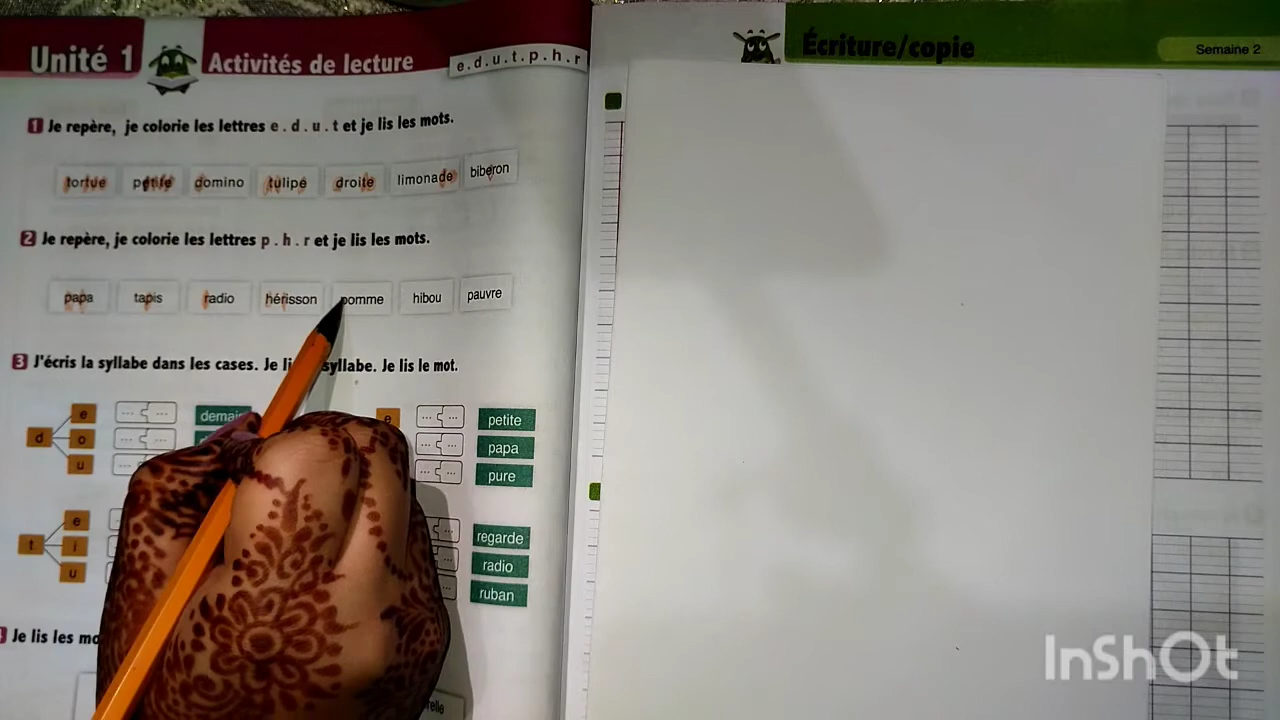 Unité 1
Activités de lecture
e.d.u.t.p.h.r
1 Je repère, je colorie les lettres e . d . u . t et je lis les mots.
tortue petite domino tulipe droite limonade biberon
2 Je repère, je colorie les lettres p . h . r et je lis les mots.
papa tapis radio hérisson pomme hibou pauvre
3 J'écris la syllabe dans les cases. Je syllabe. Je lis le mot.
d e o u
e petite
papa
pure
t e i u
regarde
radio
ruban
Je lis les
Écriture/copie
Semaine 2
InShOt